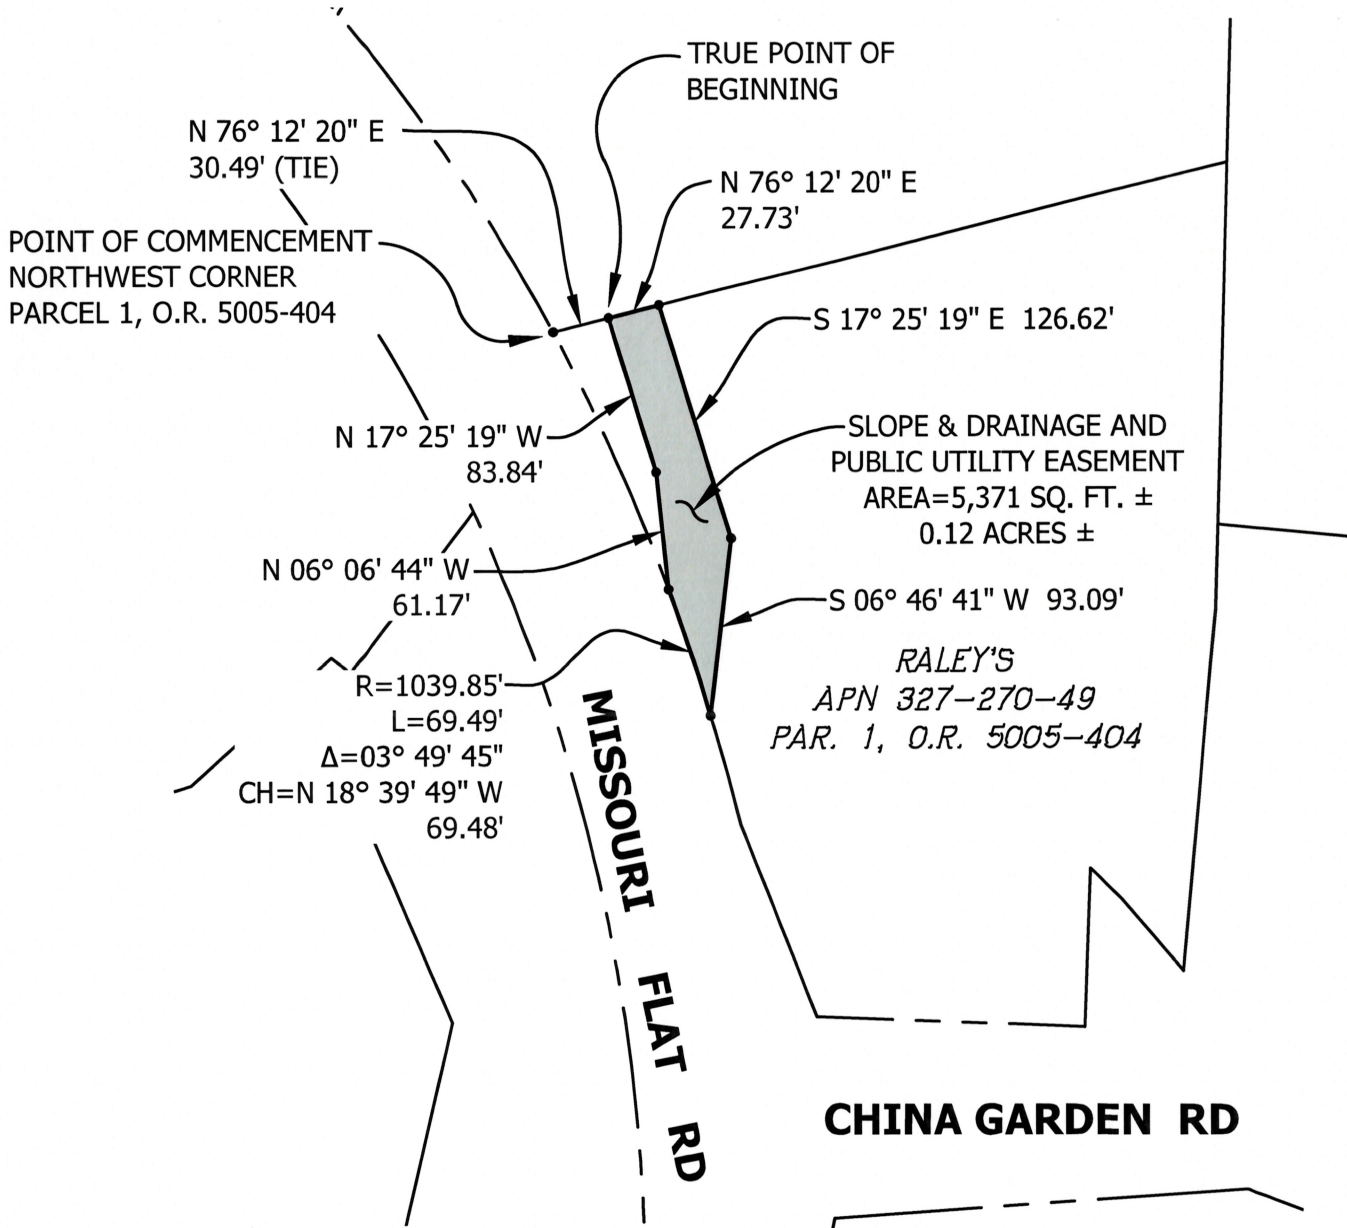 TRUE POINT OF
BEGINNING
N 76° 12' 20" E
30.49' (TIE)
N 76° 12' 20" E
27.73'
POINT OF COMMENCEMENT
NORTHWEST CORNER
PARCEL 1, O.R. 5005-404
S 17° 25' 19" E 126.62'
N 17° 25' 19" W
83.84'
SLOPE & DRAINAGE AND
PUBLIC UTILITY EASEMENT
AREA=5,371 SQ. FT. ±
0.12 ACRES ±
N 06° 06' 44" W
61.17'
S 06° 46' 41" W 93.09'
RALEY'S
APN 327-270-49
PAR. 1, O.R. 5005-404
R=1039.85'
L=69.49'
Δ=03° 49' 45"
CH=N 18° 39' 49" W
69.48'
MISSOURI FLAT RD
CHINA GARDEN RD